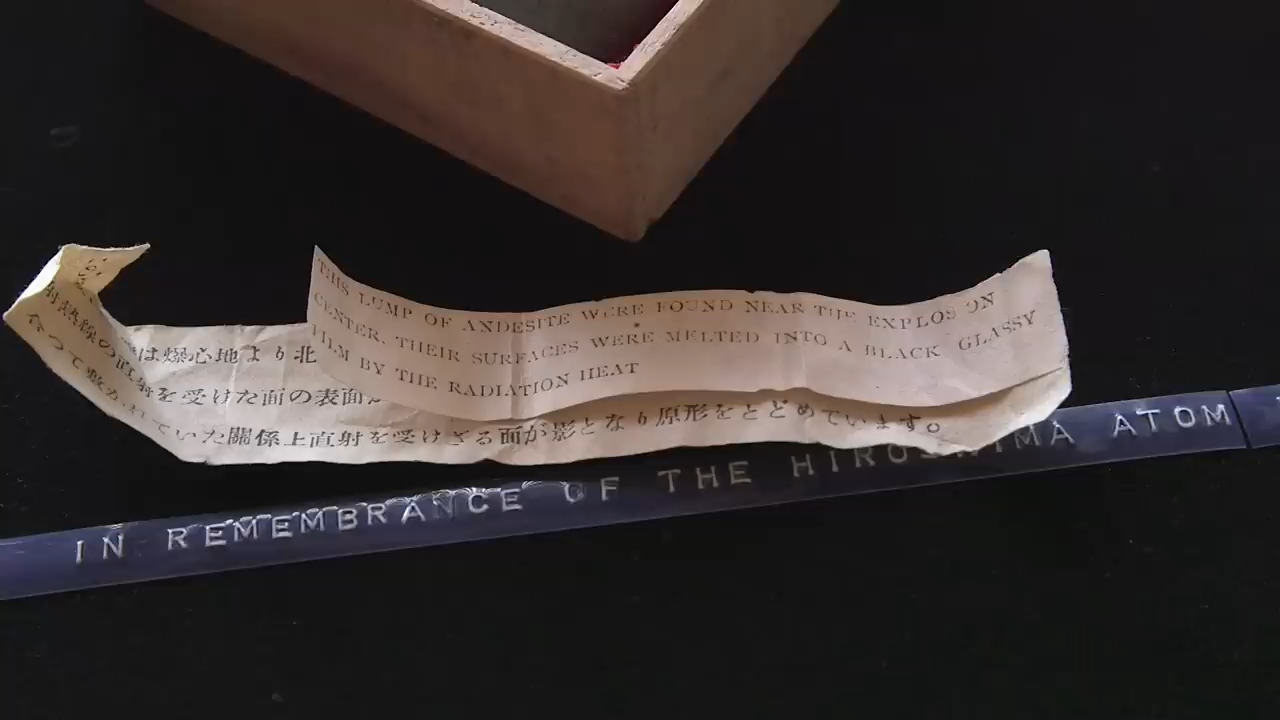 THIS LUMP OF ANDESITE WERE FOUND NEAR THE EXPLOS ON
CENTER. THEIR SURFACES WERE MELTED INTO A BLACK GLASSY
FILM BY THE RADIATION HEAT
は爆心地より北
射熱線の直射を受けた面の表面
合って敷かれていた關係上直射を受けざる面が影となり原形をとどめています。
IN REMEMBRANCE OF THE HIROSHIMA ATOM